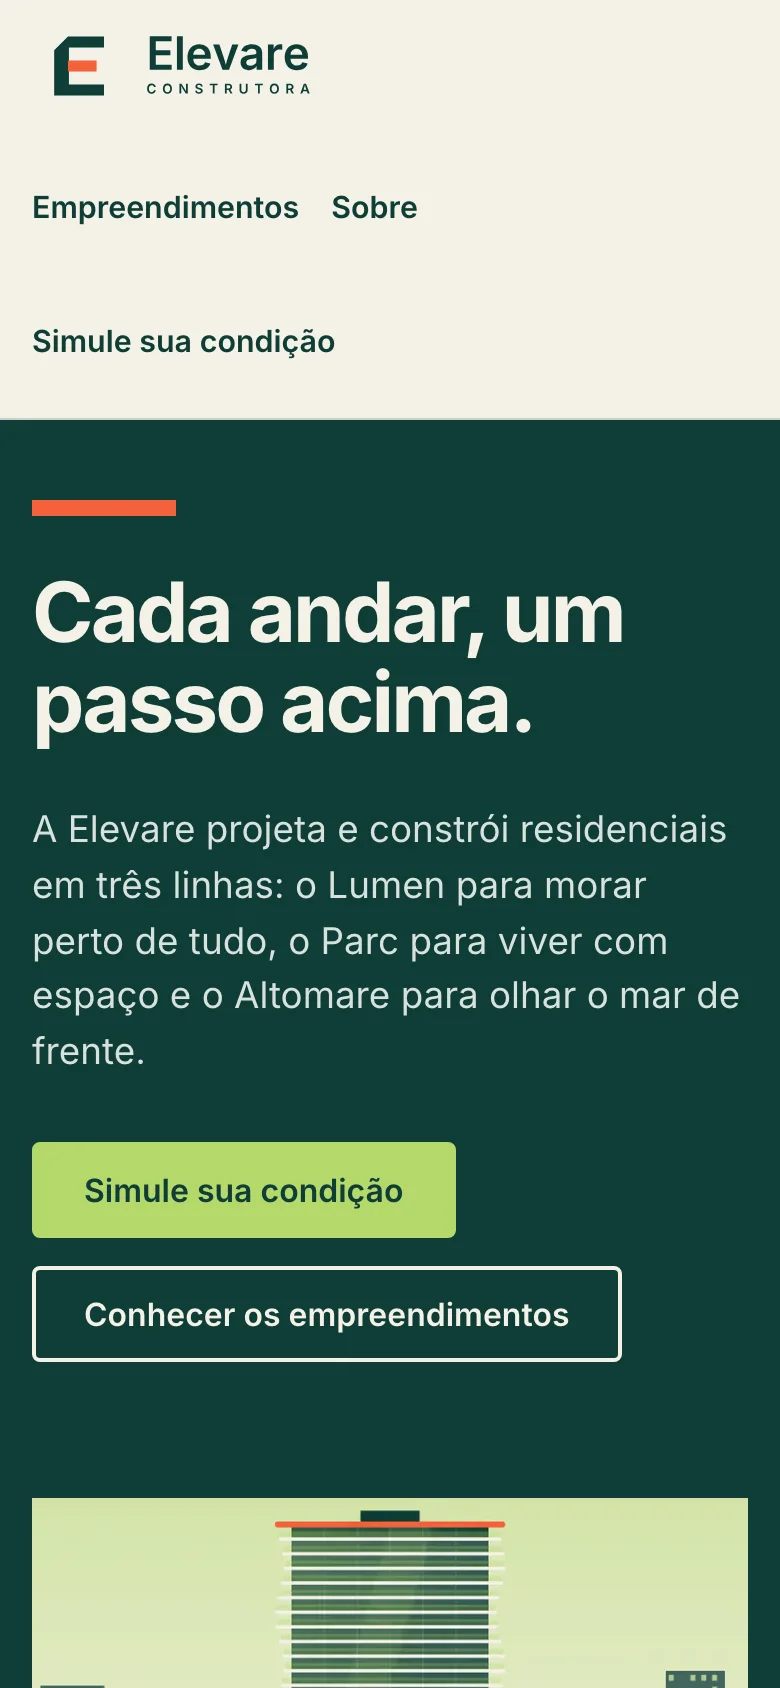 Elevare
CONSTRUTORA
Empreendimentos Sobre
Simule sua condição
Cada andar, um
passo acima.
A Elevare projeta e constrói residenciais
em três linhas: o Lumen para morar
perto de tudo, o Parc para viver com
espaço e o Altomare para olhar o mar de
frente.
Simule sua condição
Conhecer os empreendimentos